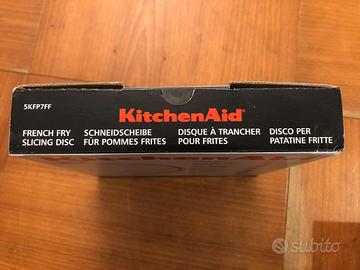 5KFP7FF
KitchenAid®
FRENCH FRY
SLICING DISC
SCHNEIDSCHEIBE
FÜR POMMES FRITES
DISQUE À TRANCHER
POUR FRITES
DISCO PER
PATATINE FRITTE
KitchenAid
subito